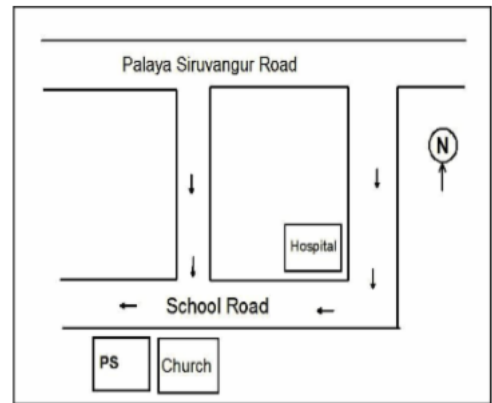 Palaya Siruvangur Road
N
Hospital
School Road
PS
Church